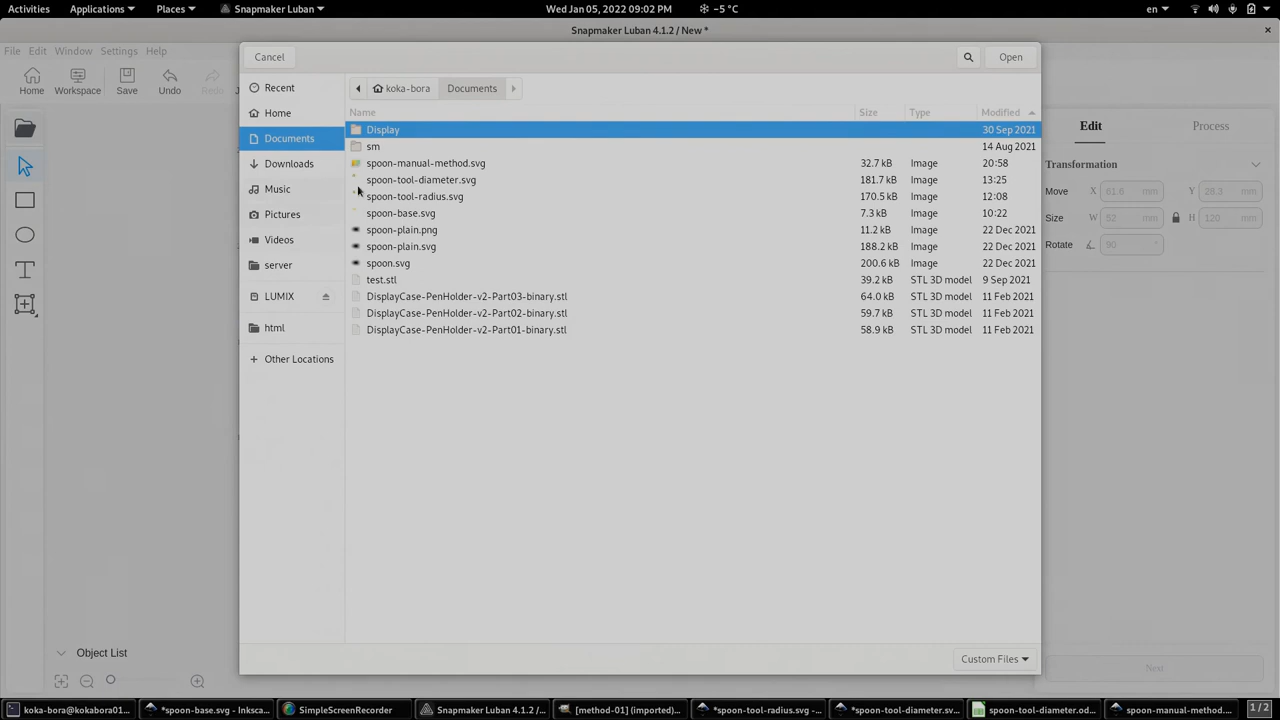 Activities Applications Places Snapmaker Luban Wed Jan 05, 2022 09:02 PM −5 °C en
Snapmaker Luban 4.1.2 / New *
File Edit Window Settings Help
Home Workspace Save Undo Redo
Cancel Open
koka-bora Documents
Recent
Home
Documents
Downloads
Music
Pictures
Videos
server
LUMIX
html
+ Other Locations
Name Size Type Modified
Display 30 Sep 2021
sm 14 Aug 2021
spoon-manual-method.svg 32.7 kB Image 20:58
spoon-tool-diameter.svg 181.7 kB Image 13:25
spoon-tool-radius.svg 170.5 kB Image 12:08
spoon-base.svg 7.3 kB Image 10:22
spoon-plain.png 11.2 kB Image 22 Dec 2021
spoon-plain.svg 188.2 kB Image 22 Dec 2021
spoon.svg 200.6 kB Image 22 Dec 2021
test.stl 39.2 kB STL 3D model 9 Sep 2021
DisplayCase-PenHolder-v2-Part03-binary.stl 64.0 kB STL 3D model 11 Feb 2021
DisplayCase-PenHolder-v2-Part02-binary.stl 59.7 kB STL 3D model 11 Feb 2021
DisplayCase-PenHolder-v2-Part01-binary.stl 58.9 kB STL 3D model 11 Feb 2021
Custom Files
Edit Process
Transformation
Move X 61.6 Y 28.3
Size W 52 H 120
Rotate 90 °
Next
Object List
koka-bora@kokabora01... *spoon-base.svg - Inksca... SimpleScreenRecorder Snapmaker Luban 4.1.2 /... [method-01] (imported)... *spoon-tool-radius.svg -... *spoon-tool-diameter.sv... spoon-tool-diameter.od... spoon-manual-method.... 1/2